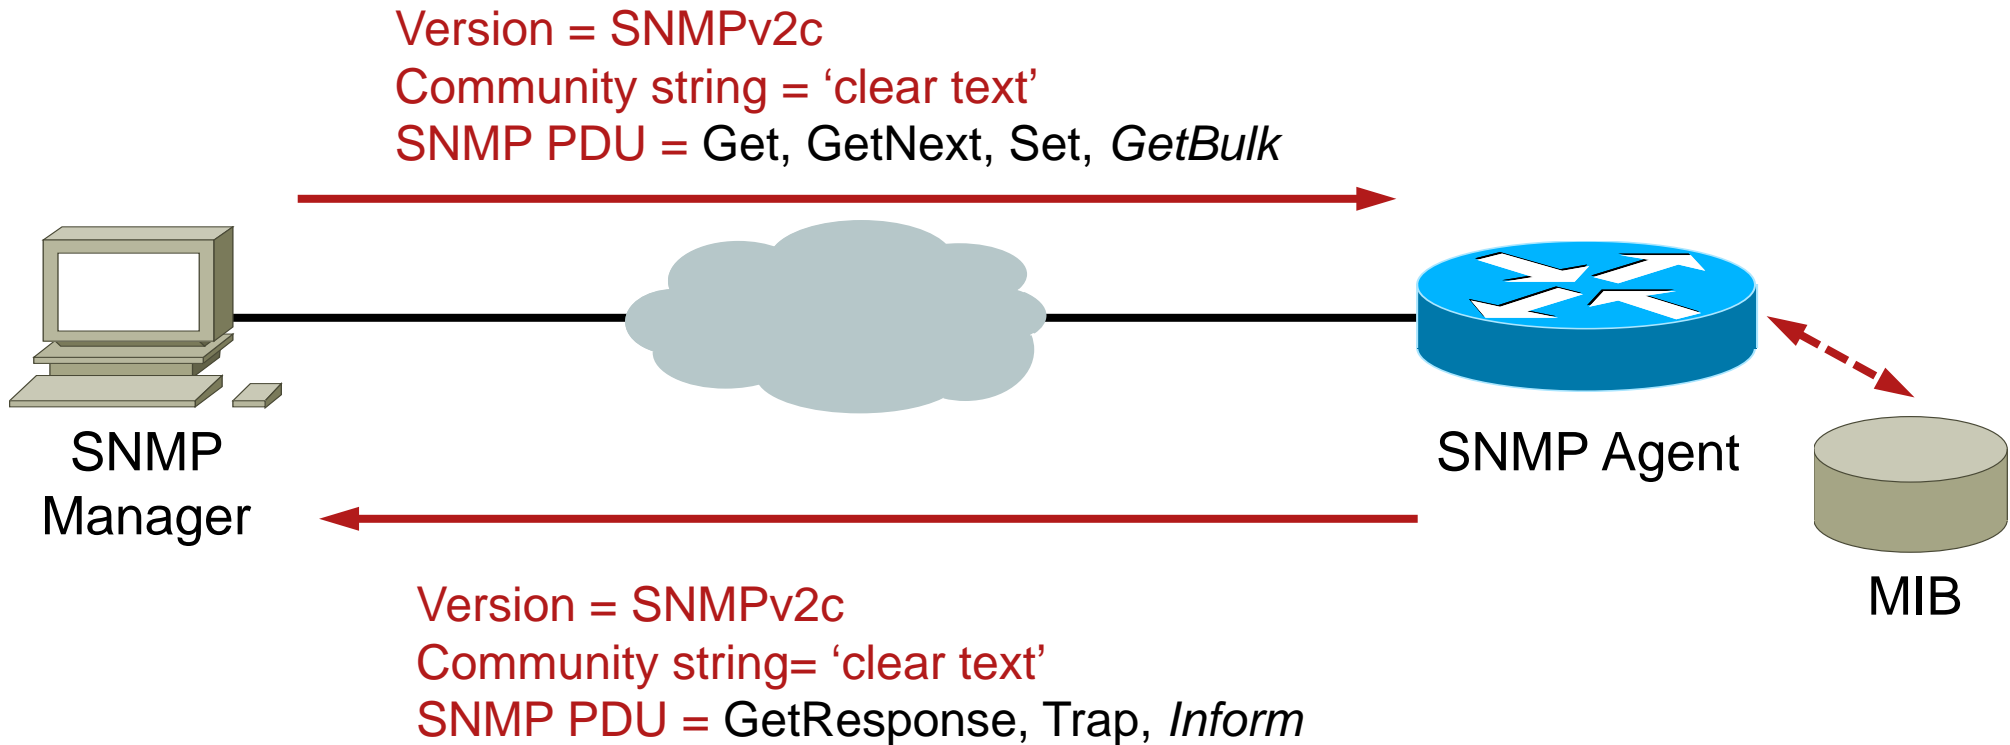 Version = SNMPv2c
Community string = ‘clear text’
SNMP PDU = Get, GetNext, Set, GetBulk
SNMP
Manager
SNMP Agent
MIB
Version = SNMPv2c
Community string= ‘clear text’
SNMP PDU = GetResponse, Trap, Inform